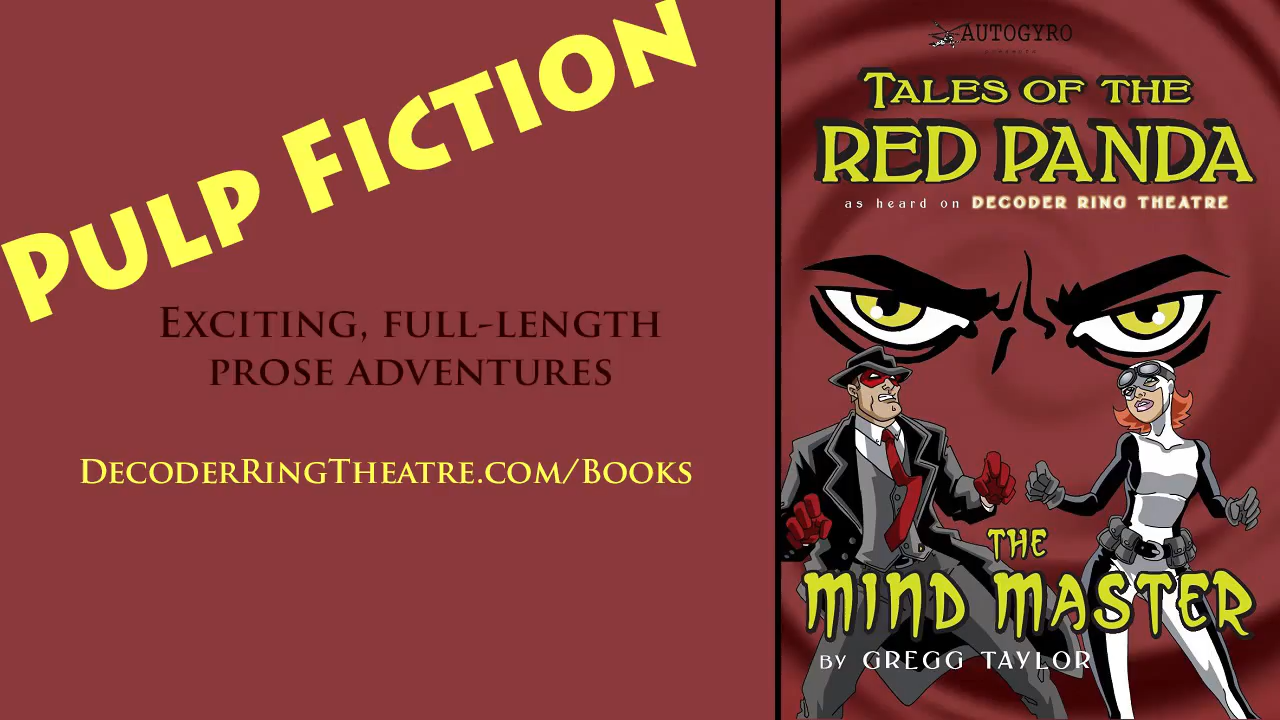 Pulp Fiction
Exciting, full-length
prose adventures
DecoderRingTheatre.com/Books
AUTOGYRO
Tales of the
RED PANDA
as heard on DECODER RING THEATRE
THE
MIND MASTER
BY GREGG TAYLOR